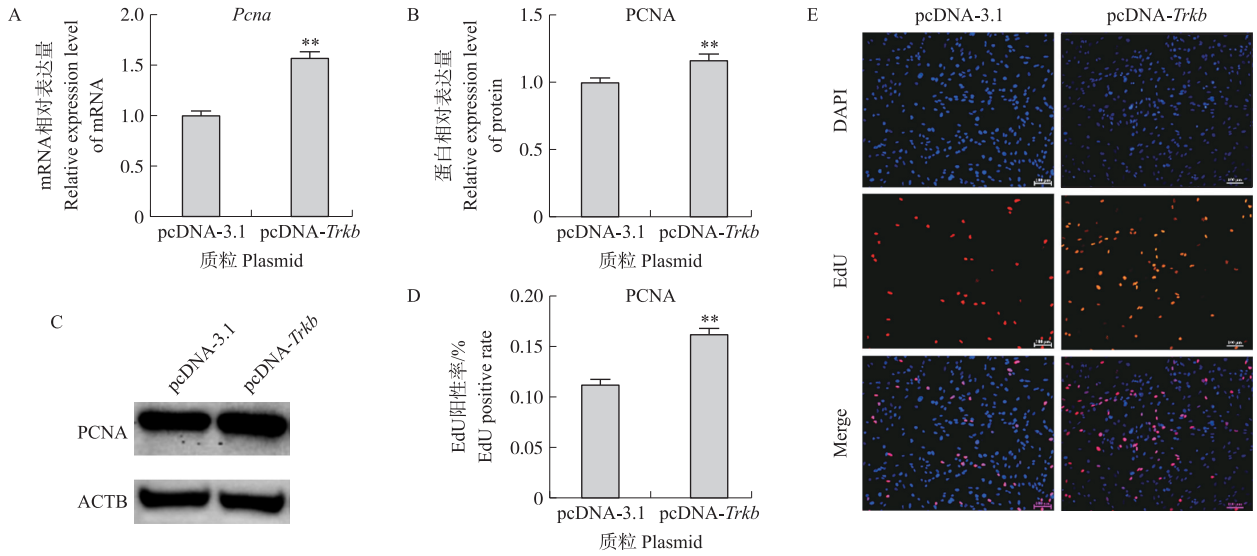 A
Pcna
mRNA相对表达量
Relative expression level
of mRNA
2.0
1.5
1.0
0.5
0
**
pcDNA-3.1
pcDNA-Trkb
质粒 Plasmid
B
PCNA
蛋白相对表达量
Relative expression level
of protein
1.5
1.0
0.5
0
**
pcDNA-3.1
pcDNA-Trkb
质粒 Plasmid
C
pcDNA-3.1
pcDNA-Trkb
PCNA
ACTB
D
PCNA
EdU阳性率/%
EdU positive rate
0.20
0.15
0.10
0.05
0
**
pcDNA-3.1
pcDNA-Trkb
质粒 Plasmid
E
pcDNA-3.1
pcDNA-Trkb
DAPI
EdU
Merge